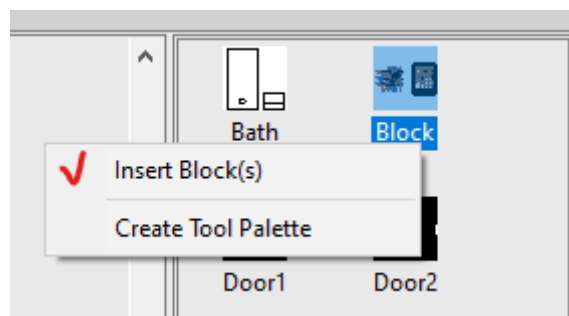 Bath
Block
Insert Block(s)
Create Tool Palette
Door1
Door2